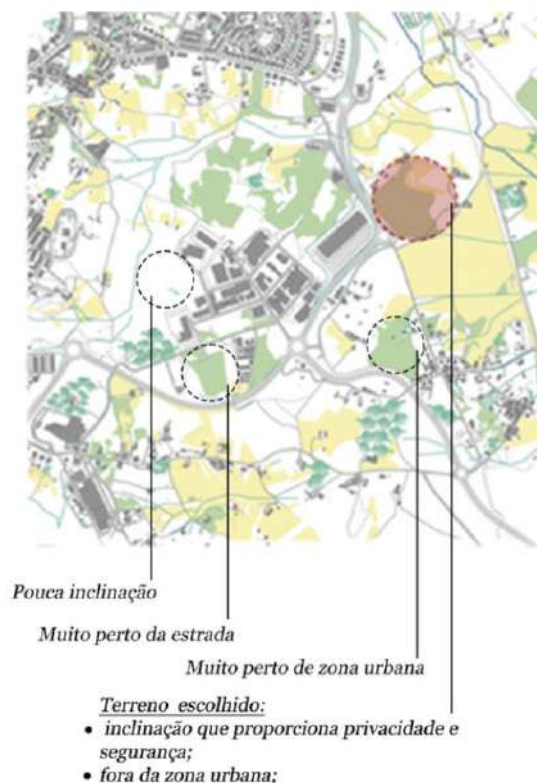 Pouca inclinação
Muito perto da estrada
Muito perto de zona urbana
Terreno escolhido:
• inclinação que proporciona privacidade e
segurança;
• fora da zona urbana;